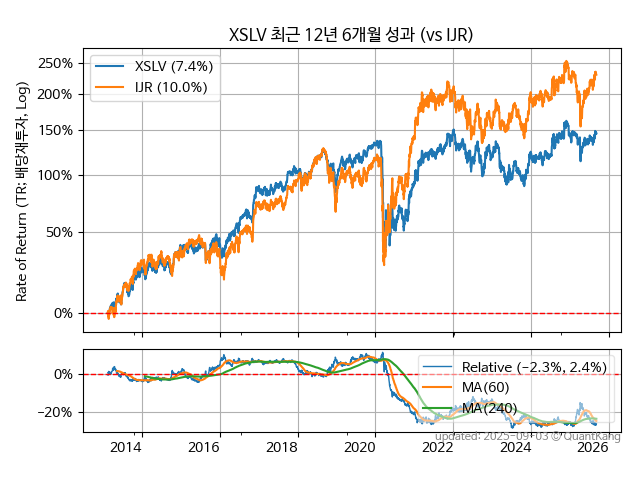 XSLV 최근 12년 6개월 성과 (vs IJR)
Rate of Return (TR; 배당재투자, Log)
250%
200%
150%
100%
50%
0%
XSLV (7.4%)
IJR (10.0%)
0%
−20%
Relative (−2.3%, 2.4%)
MA(60)
MA(240)
2014
2016
2018
2020
2022
2024
2025
2026
updated: 2025-09-03 © QuantKang